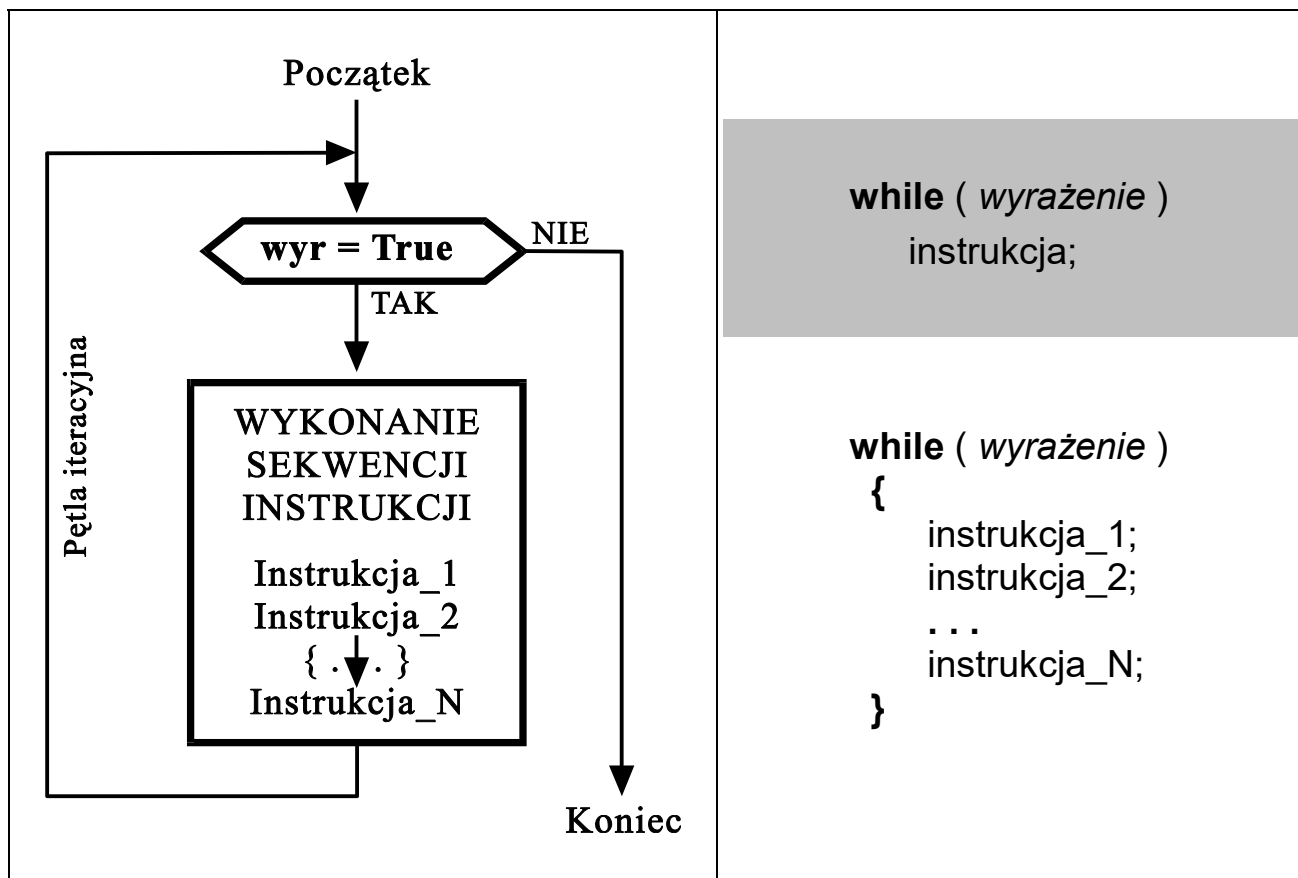 Początek
wyr = True
NIE
TAK
Pętla iteracyjna
WYKONANIE
SEKWENCJI
INSTRUKCJI
Instrukcja_1
Instrukcja_2
{ . . }
Instrukcja_N
Koniec
while ( wyrażenie )
instrukcja;
while ( wyrażenie )
{
instrukcja_1;
instrukcja_2;
. . .
instrukcja_N;
}